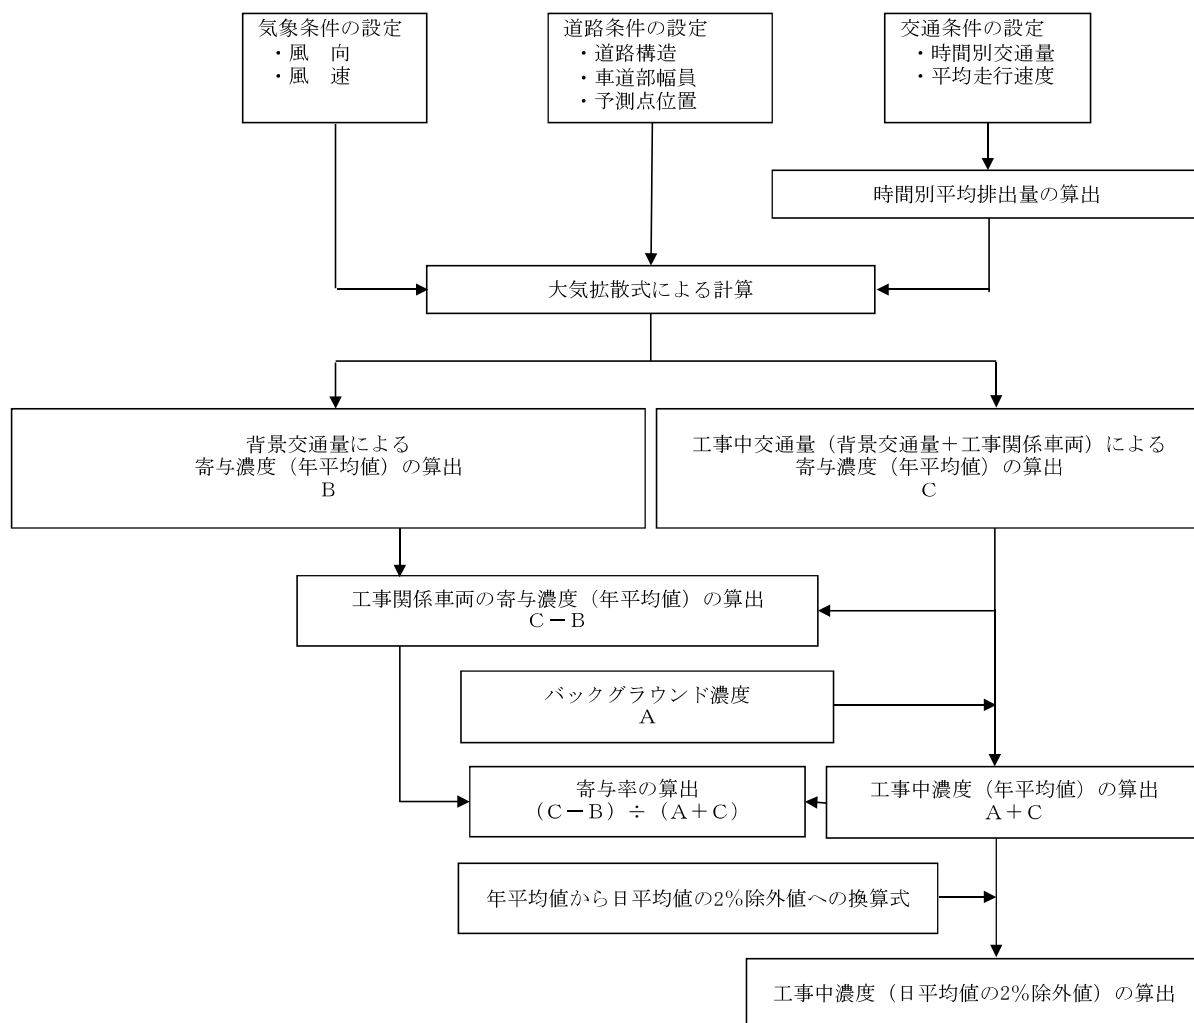 気象条件の設定
・風　向
・風　速
道路条件の設定
・道路構造
・車道部幅員
・予測点位置
交通条件の設定
・時間別交通量
・平均走行速度
時間別平均排出量の算出
大気拡散式による計算
背景交通量による
寄与濃度（年平均値）の算出
Ｂ
工事中交通量（背景交通量＋工事関係車両）による
寄与濃度（年平均値）の算出
Ｃ
工事関係車両の寄与濃度（年平均値）の算出
Ｃ－Ｂ
バックグラウンド濃度
Ａ
寄与率の算出
（Ｃ－Ｂ）÷（Ａ＋Ｃ）
工事中濃度（年平均値）の算出
Ａ＋Ｃ
年平均値から日平均値の2％除外値への換算式
工事中濃度（日平均値の2％除外値）の算出